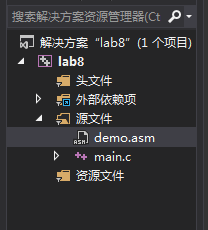 搜索解决方案资源管理器(Ct
解决方案"lab8"(1 个项目)
lab8
头文件
外部依赖项
源文件
ASM demo.asm
main.c
资源文件